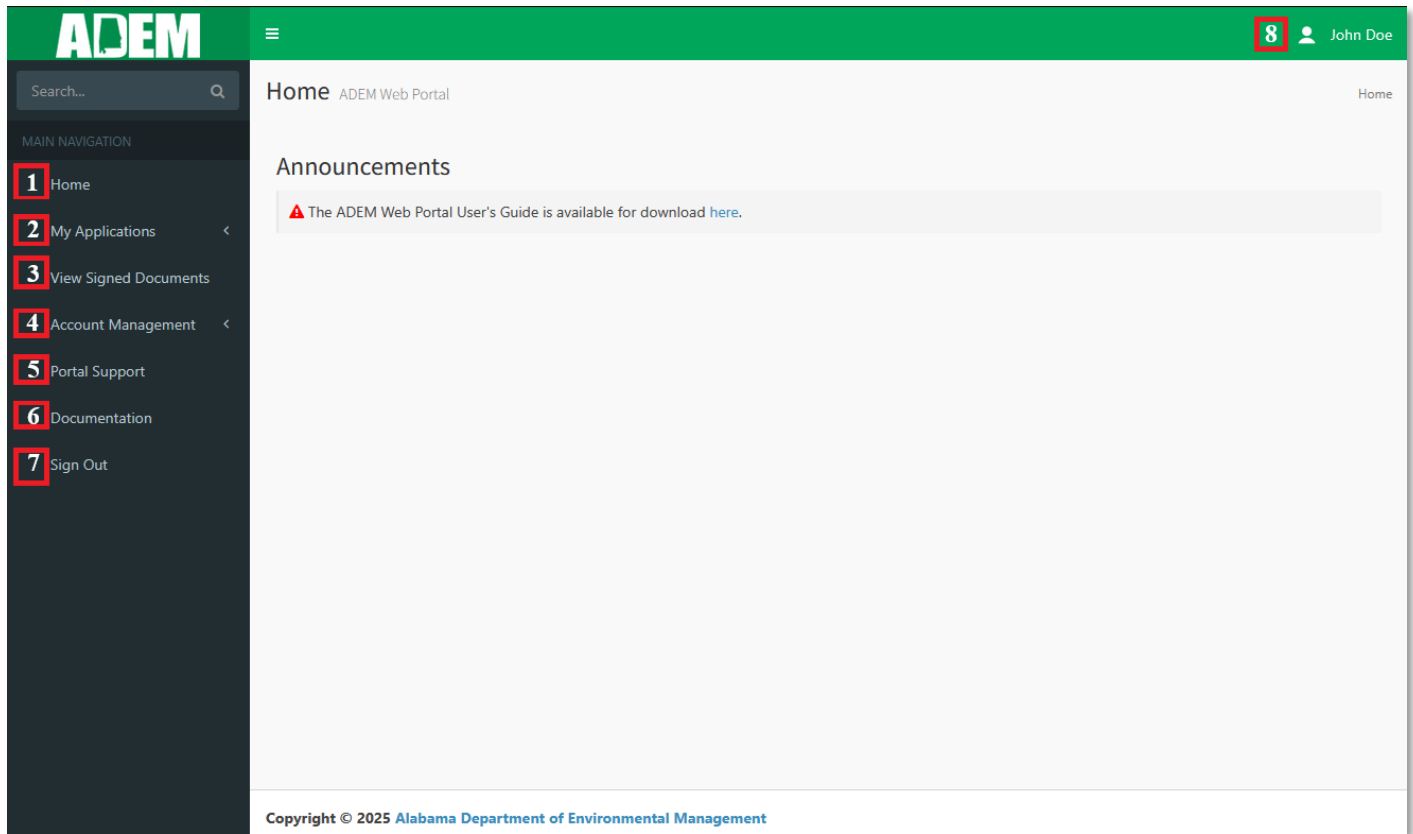 ADEM
8 John Doe
Search...
Home ADEM Web Portal
Home
MAIN NAVIGATION
Announcements
1 Home
The ADEM Web Portal User's Guide is available for download here.
2 My Applications
3 View Signed Documents
4 Account Management
5 Portal Support
6 Documentation
7 Sign Out
Copyright © 2025 Alabama Department of Environmental Management